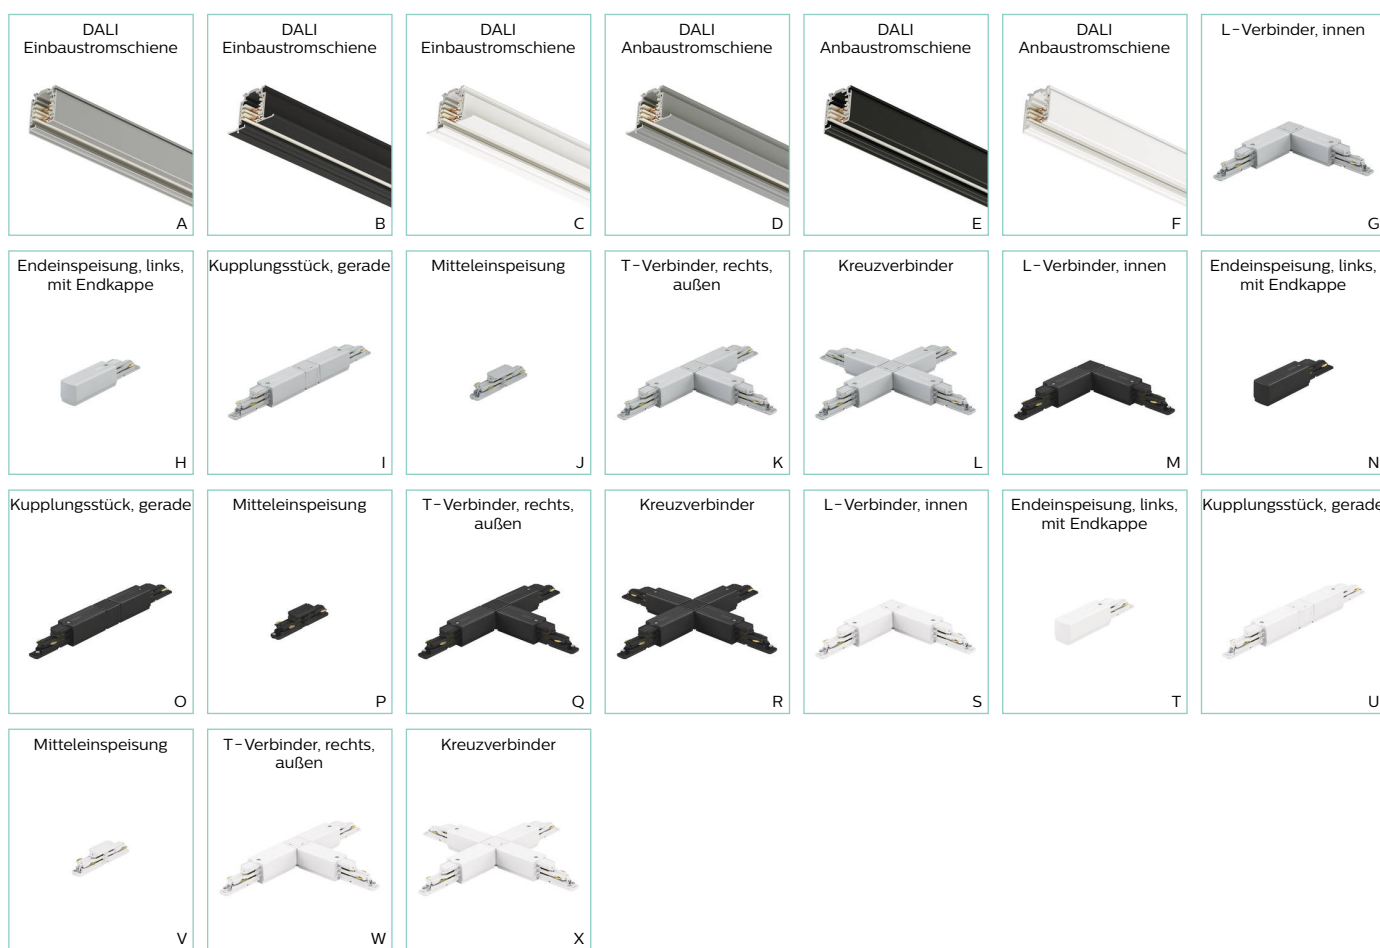 DALI
Einbaustromschiene
A
DALI
Einbaustromschiene
B
DALI
Einbaustromschiene
C
DALI
Anbaustromschiene
D
DALI
Anbaustromschiene
E
DALI
Anbaustromschiene
F
L-Verbinder, innen
G
Endeinspeisung, links,
mit Endkappe
H
Kupplungsstück, gerade
I
Mitteleinspeisung
J
T-Verbinder, rechts,
außen
K
Kreuzverbinder
L
L-Verbinder, innen
M
Endeinspeisung, links,
mit Endkappe
N
Kupplungsstück, gerade
O
Mitteleinspeisung
P
T-Verbinder, rechts,
außen
Q
Kreuzverbinder
R
L-Verbinder, innen
S
Endeinspeisung, links,
mit Endkappe
T
Kupplungsstück, gerade
U
Mitteleinspeisung
V
T-Verbinder, rechts,
außen
W
Kreuzverbinder
X